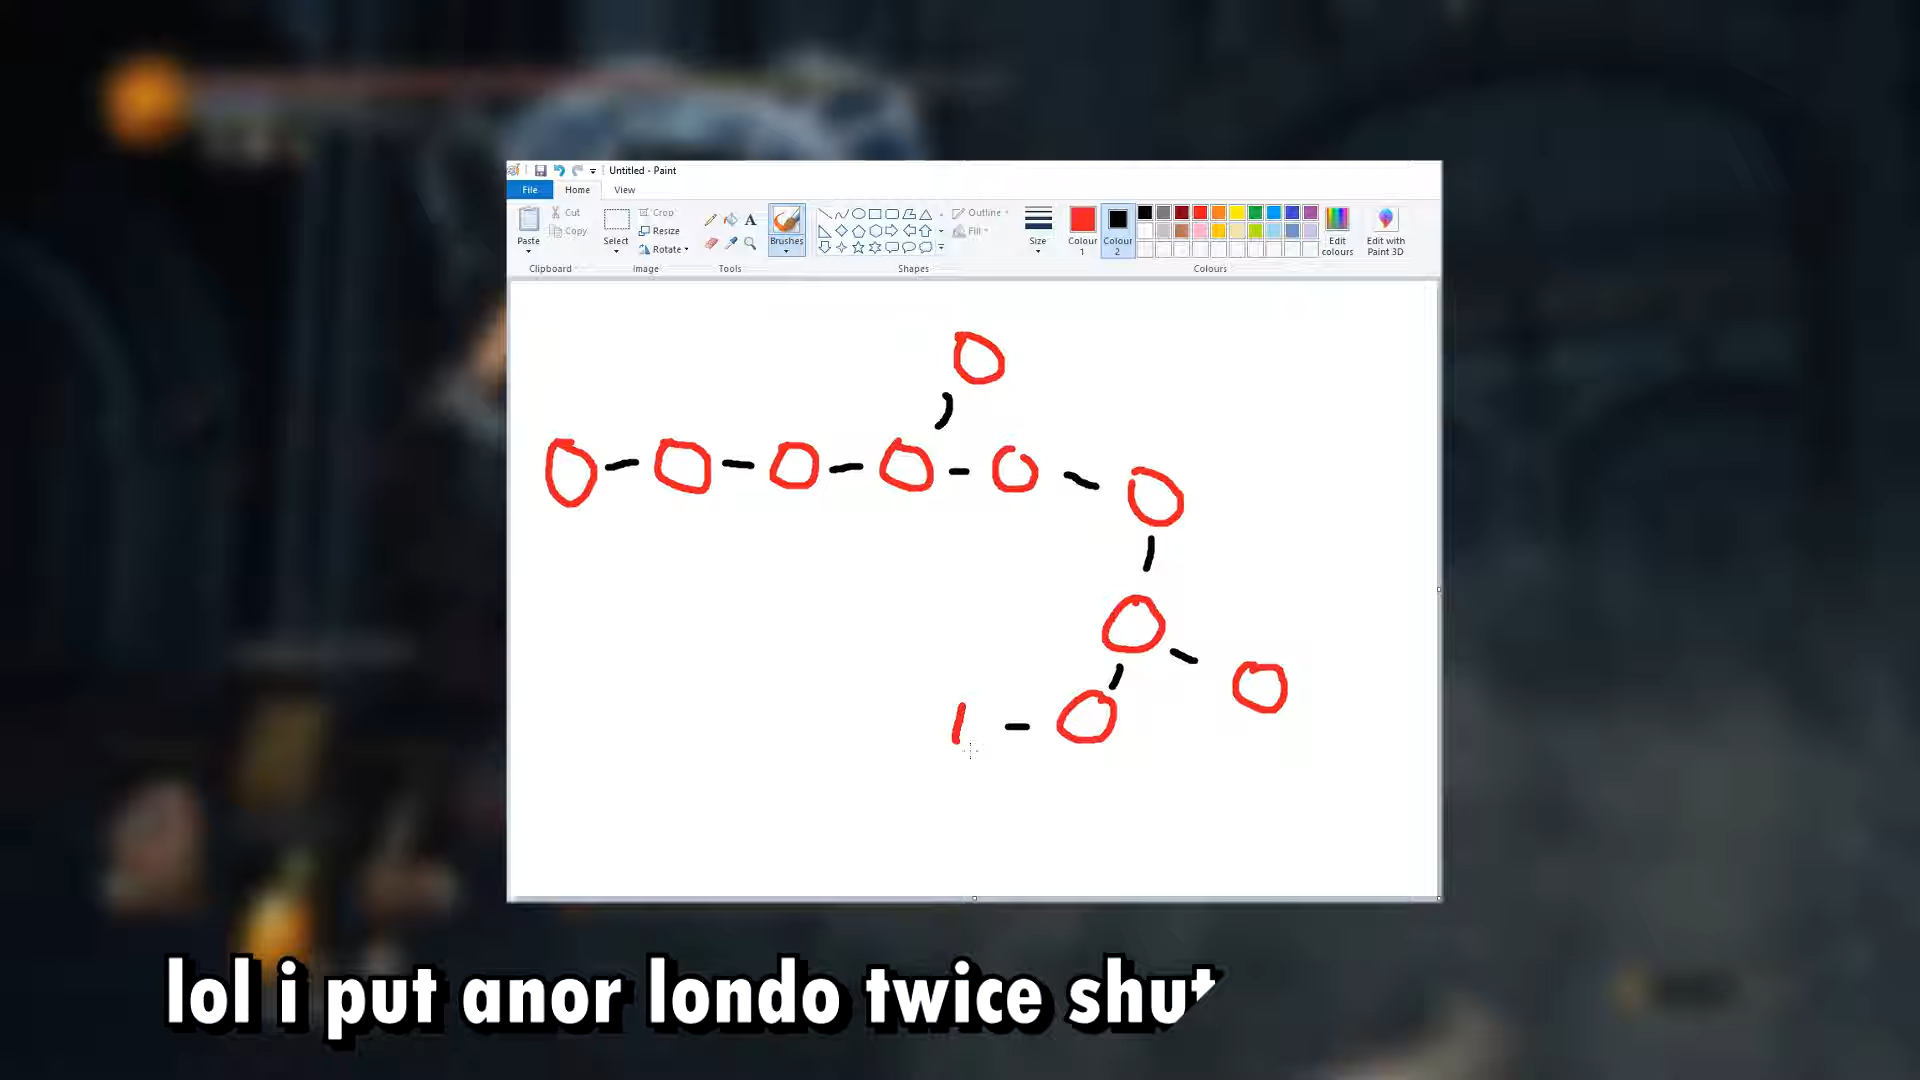 Untitled - Paint
File Home View
Paste
Cut
Copy
Clipboard
Select
Crop
Resize
Rotate
Image
A
Tools
Brushes
Shapes
Outline
Fill
Size
Colour 1
Colour 2
Edit colours
Edit with Paint 3D
Colours
lol i put anor londo twice shut